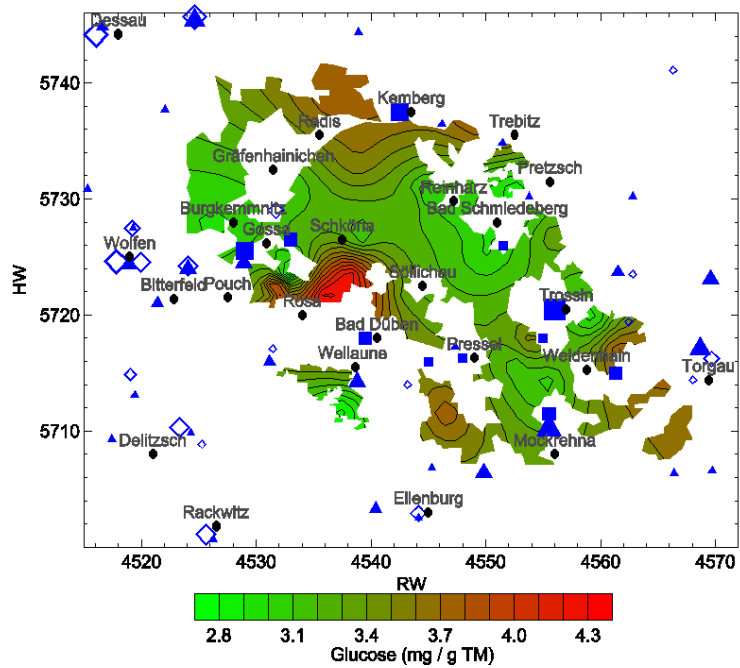 Dessau
5740
Kemberg
Radis
Trebitz
Gräfenhainichen
Pretzsch
5730
Reinharz
Burgkemmnitz
Bad Schmiedeberg
Schköna
Gossa
Wolfen
HW
Söllichau
Bitterfeld
Pouch
Rösa
Trossin
5720
Bad Düben
Pressel
Weidenhain
Wellaune
Torgau
5710
Delitzsch
Mockrehna
Eilenburg
Rackwitz
4520
4530
4540
4550
4560
4570
RW
2.8
3.1
3.4
3.7
4.0
4.3
Glucose (mg / g TM)